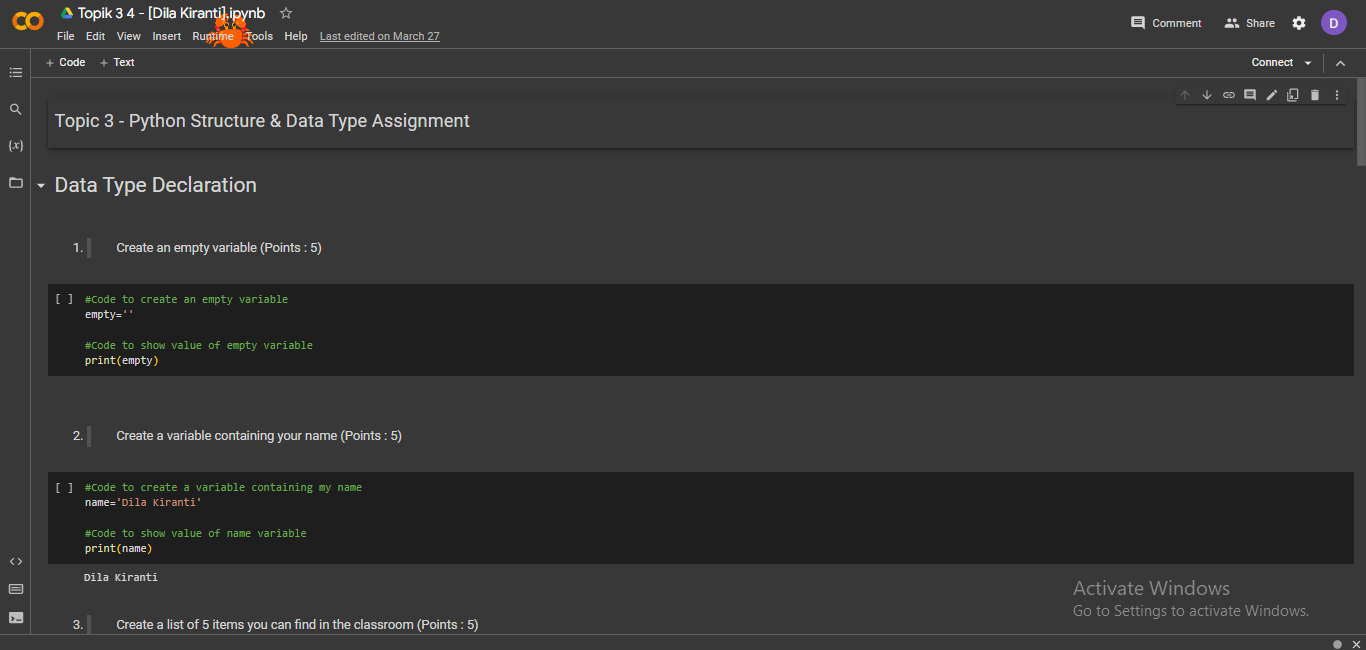 Topik 3 4 - [Dila Kiranti].ipynb
File Edit View Insert Runtime Tools Help Last edited on March 27
Comment Share D
+ Code + Text
Connect
Topic 3 - Python Structure & Data Type Assignment
Data Type Declaration
1. Create an empty variable (Points : 5)
[ ] #Code to create an empty variable
empty=''
#Code to show value of empty variable
print(empty)
2. Create a variable containing your name (Points : 5)
[ ] #Code to create a variable containing my name
name='Dila Kiranti'
#Code to show value of name variable
print(name)
Dila Kiranti
Activate Windows
Go to Settings to activate Windows.
3. Create a list of 5 items you can find in the classroom (Points : 5)